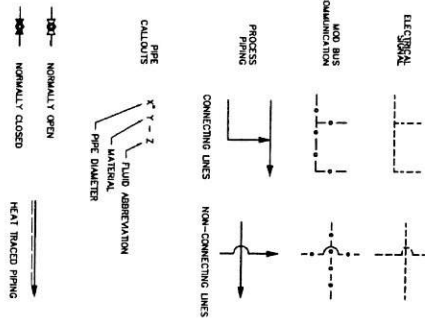 ELECTRICAL
SIGNAL
MOD BUS
OMMUNICATION
PROCESS
PIPING
CONNECTING LINES
NON-CONNECTING LINES
PIPE
CALLOUTS
X" Y - Z
FLUID ABBREVIATION
MATERIAL
PIPE DIAMETER
NORMALLY OPEN
NORMALLY CLOSED
HEAT TRACED PIPING